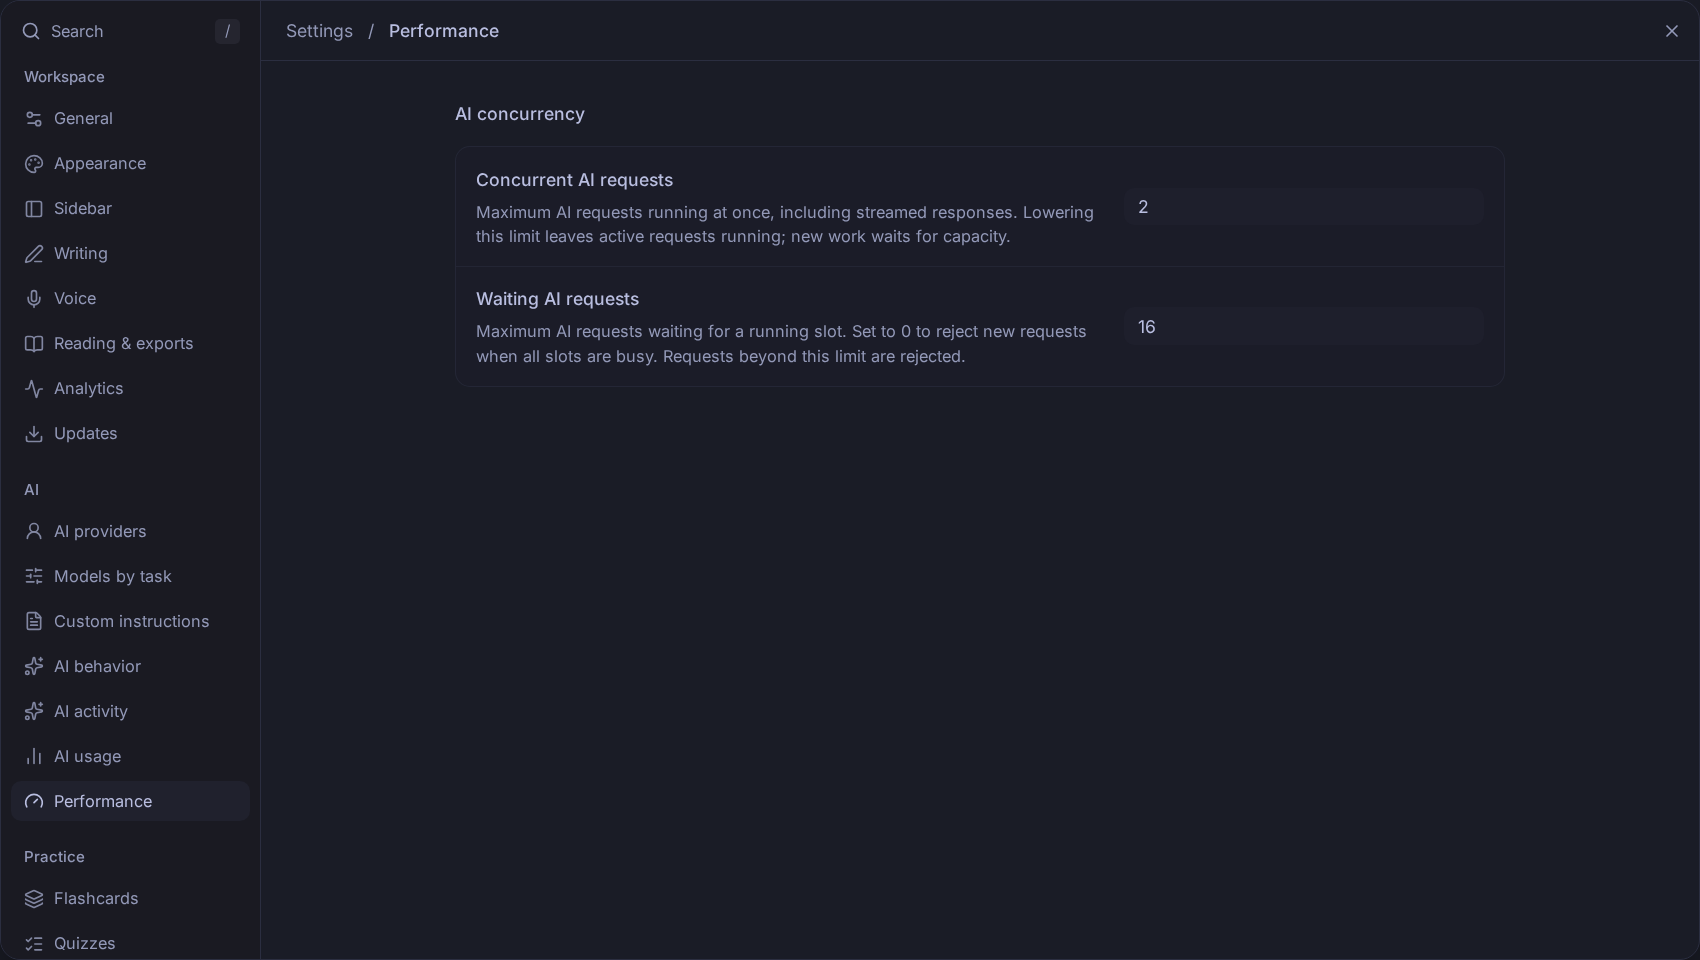 Search /
Workspace
General
Appearance
Sidebar
Writing
Voice
Reading & exports
Analytics
Updates
AI
AI providers
Models by task
Custom instructions
AI behavior
AI activity
AI usage
Performance
Practice
Flashcards
Quizzes
Settings / Performance
AI concurrency
Concurrent AI requests
Maximum AI requests running at once, including streamed responses. Lowering
this limit leaves active requests running; new work waits for capacity.
2
Waiting AI requests
Maximum AI requests waiting for a running slot. Set to 0 to reject new requests
when all slots are busy. Requests beyond this limit are rejected.
16